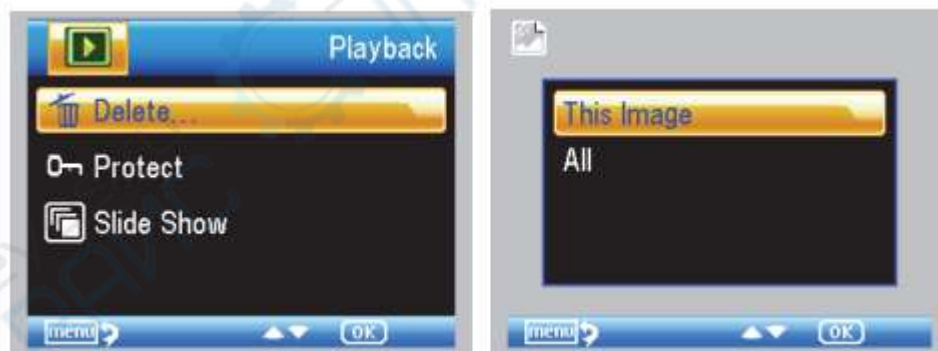 Playback
Delete...
Protect
Slide Show
menu OK
This Image
All
menu OK